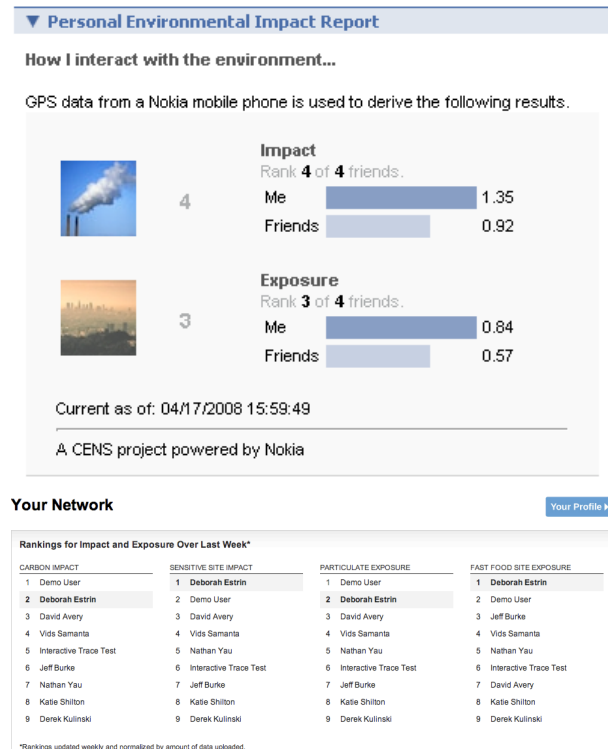 ▼ Personal Environmental Impact Report
How I interact with the environment...
GPS data from a Nokia mobile phone is used to derive the following results.
4
Impact
Rank 4 of 4 friends.
Me 1.35
Friends 0.92
3
Exposure
Rank 3 of 4 friends.
Me 0.84
Friends 0.57
Current as of: 04/17/2008 15:59:49
A CENS project powered by Nokia
Your Network
Your Profile
Rankings for Impact and Exposure Over Last Week*
CARBON IMPACT
1 Demo User
2 Deborah Estrin
3 David Avery
4 Vids Samanta
5 Interactive Trace Test
6 Jeff Burke
7 Nathan Yau
8 Katie Shilton
9 Derek Kulinski
SENSITIVE SITE IMPACT
1 Deborah Estrin
2 Demo User
3 David Avery
4 Vids Samanta
5 Nathan Yau
6 Interactive Trace Test
7 Jeff Burke
8 Katie Shilton
9 Derek Kulinski
PARTICULATE EXPOSURE
1 Demo User
2 Deborah Estrin
3 David Avery
4 Vids Samanta
5 Nathan Yau
6 Interactive Trace Test
7 Jeff Burke
8 Katie Shilton
9 Derek Kulinski
FAST FOOD SITE EXPOSURE
1 Deborah Estrin
2 Demo User
3 Jeff Burke
4 Vids Samanta
5 Nathan Yau
6 Interactive Trace Test
7 David Avery
8 Katie Shilton
9 Derek Kulinski
*Rankings updated weekly and normalized by amount of data uploaded.